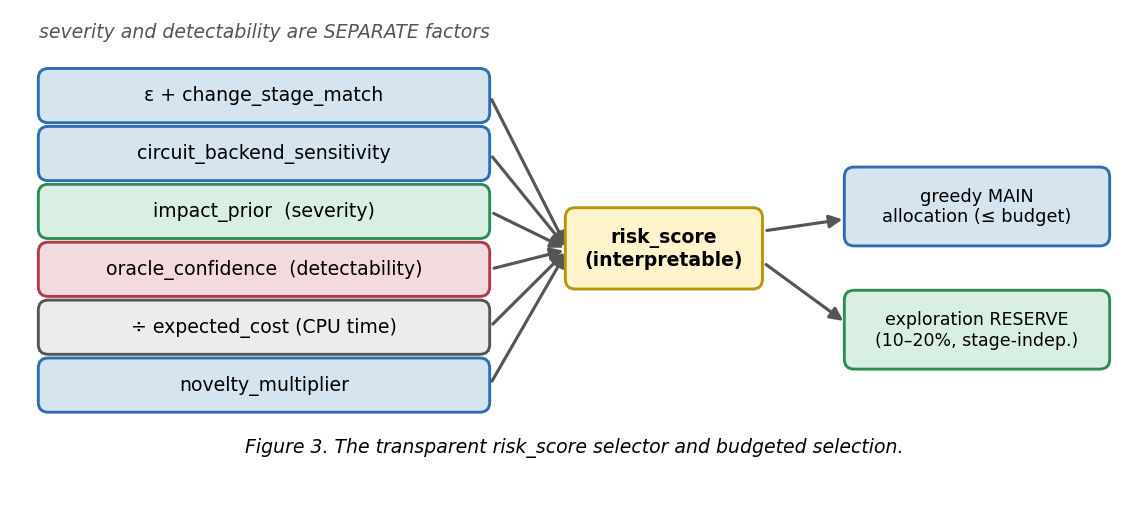 severity and detectability are SEPARATE factors
ε + change_stage_match
circuit_backend_sensitivity
impact_prior (severity)
oracle_confidence (detectability)
÷ expected_cost (CPU time)
novelty_multiplier
risk_score
(interpretable)
greedy MAIN
allocation (≤ budget)
exploration RESERVE
(10–20%, stage-indep.)
Figure 3. The transparent risk_score selector and budgeted selection.